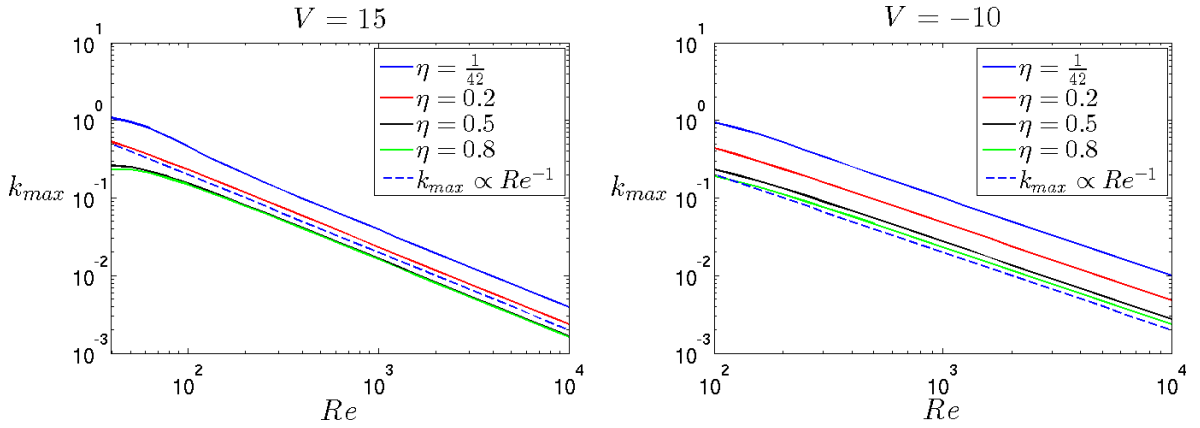 V = 15
10^1
10^0
10^-1
10^-2
10^-3
k_max
10^2
10^3
10^4
Re
η = 1/42
η = 0.2
η = 0.5
η = 0.8
k_max ∝ Re^-1
V = −10
10^1
10^0
10^-1
10^-2
10^-3
k_max
10^2
10^3
10^4
Re
η = 1/42
η = 0.2
η = 0.5
η = 0.8
k_max ∝ Re^-1